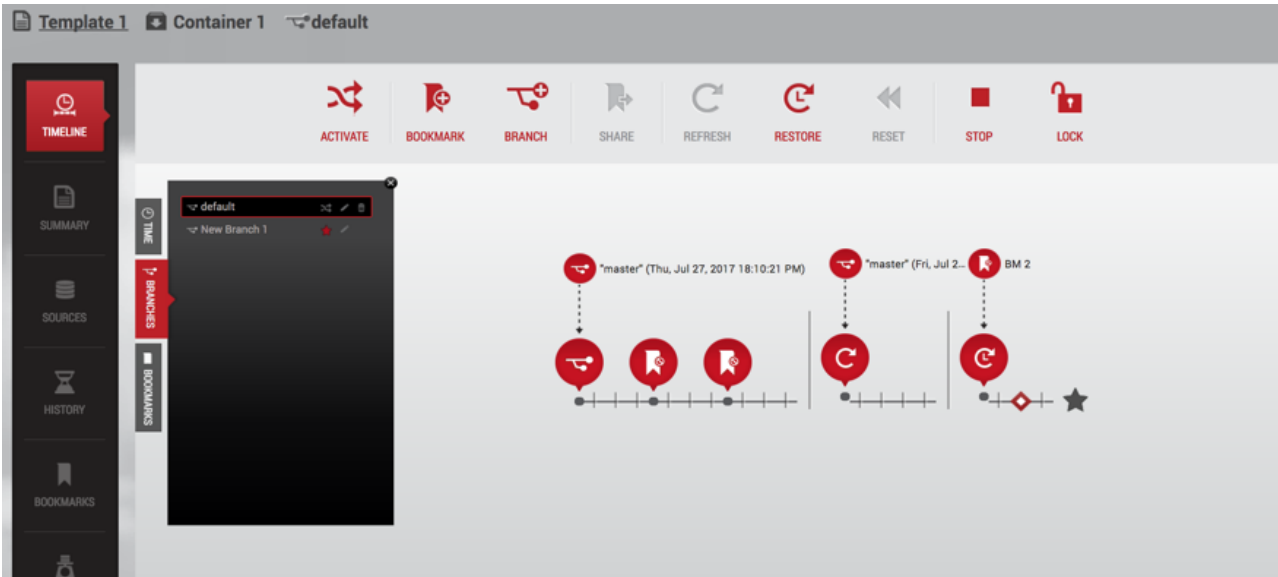 Template 1 Container 1 default
TIMELINE
SUMMARY
SOURCES
HISTORY
BOOKMARKS
ACTIVATE BOOKMARK BRANCH SHARE REFRESH RESTORE RESET STOP LOCK
TIME
BRANCHES
BOOKMARKS
default
New Branch 1
"master" (Thu, Jul 27, 2017 18:10:21 PM) "master" (Fri, Jul 2... BM 2